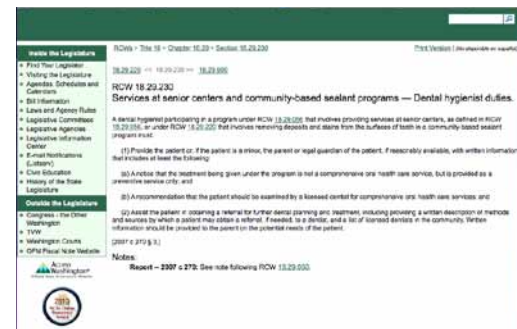 Inside the Legislature
Find Your Legislator
Visiting the Legislature
Agendas, Schedules and
Calendars
Bill Information
Laws and Agency Rules
Legislative Committees
Legislative Agencies
Legislative Information
Center
E-mail Notifications
(Listserv)
Civic Education
History of the State
Legislature
Outside the Legislature
Congress - the Other
Washington
TVW
Washington Courts
OFM Fiscal Note Website
Access
Washington
RCWs > Title 18 > Chapter 18.29 > Section 18.29.230
Print Version
18.29.220 << 18.29.230 >> 18.29.900
RCW 18.29.230
Services at senior centers and community-based sealant programs — Dental hygienist duties.
A dental hygienist participating in a program under RCW 18.29.056 that involves providing services at senior centers, as defined in RCW
18.29.056, or under RCW 18.29.220 that involves removing deposits and stains from the surfaces of teeth in a community-based sealant
program must:
(1) Provide the patient or, if the patient is a minor, the parent or legal guardian of the patient, if reasonably available, with written information
that includes at least the following:
(a) A notice that the treatment being given under the program is not a comprehensive oral health care service, but is provided as a
preventive service only; and
(b) A recommendation that the patient should be examined by a licensed dentist for comprehensive oral health care services; and
(2) Assist the patient in obtaining a referral for further dental planning and treatment, including providing a written description of methods
and sources by which a patient may obtain a referral, if needed, to a dentist, and a list of licensed dentists in the community. Written
information should be provided to the parent on the potential needs of the patient.
[2007 c 270 § 3.]
Notes:
Report -- 2007 c 270: See note following RCW 18.29.050.